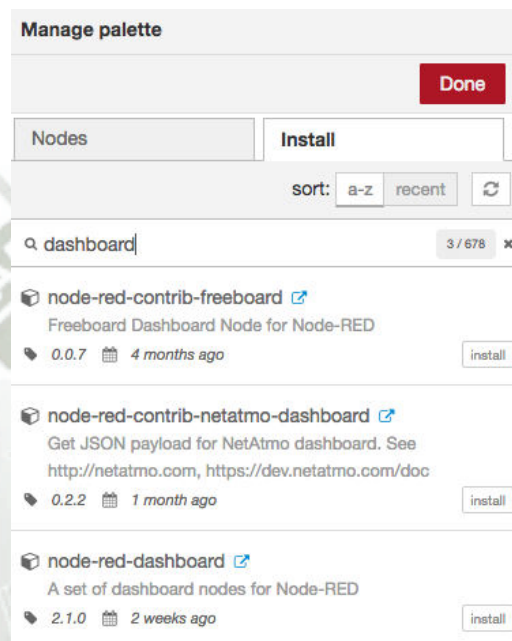 Manage palette
Done
Nodes
Install
sort: a-z recent
dashboard
3 / 678 ×
node-red-contrib-freeboard
Freeboard Dashboard Node for Node-RED
0.0.7 4 months ago
install
node-red-contrib-netatmo-dashboard
Get JSON payload for NetAtmo dashboard. See
http://netatmo.com, https://dev.netatmo.com/doc
0.2.2 1 month ago
install
node-red-dashboard
A set of dashboard nodes for Node-RED
2.1.0 2 weeks ago
install